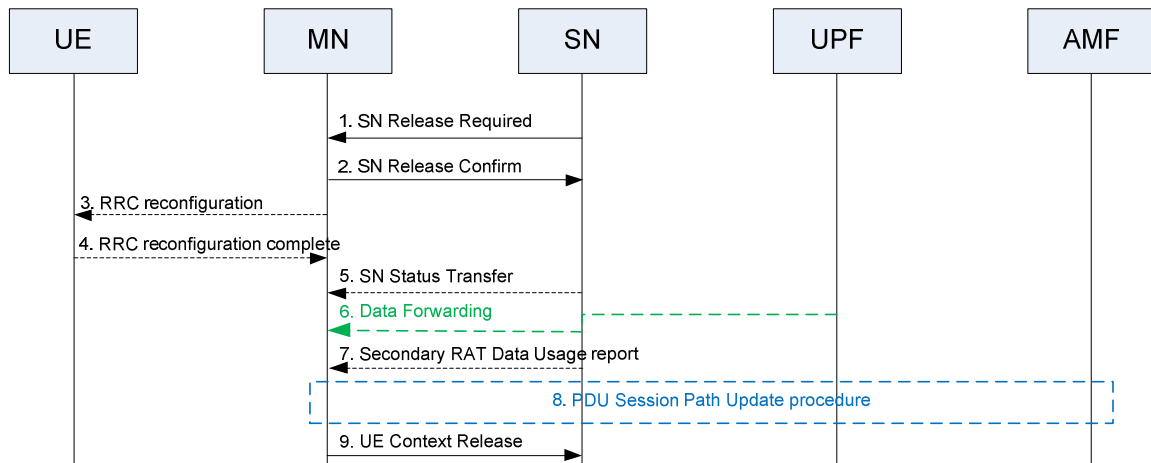 UE
MN
SN
UPF
AMF
1. SN Release Required
2. SN Release Confirm
3. RRC reconfiguration
4. RRC reconfiguration complete
5. SN Status Transfer
6. Data Forwarding
7. Secondary RAT Data Usage report
8. PDU Session Path Update procedure
9. UE Context Release